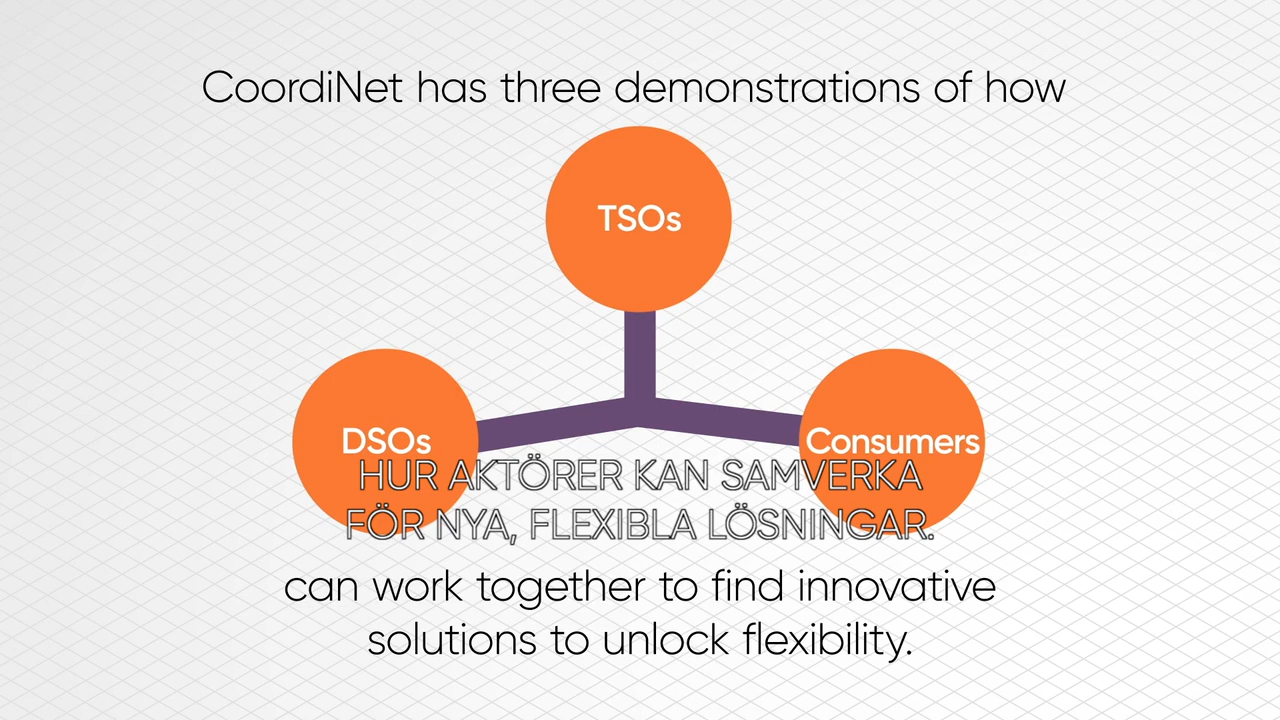 CoordiNet has three demonstrations of how
TSOs
DSOs
Consumers
HUR AKTÖRER KAN SAMVERKA
FÖR NYA, FLEXIBLA LÖSNINGAR.
can work together to find innovative
solutions to unlock flexibility.